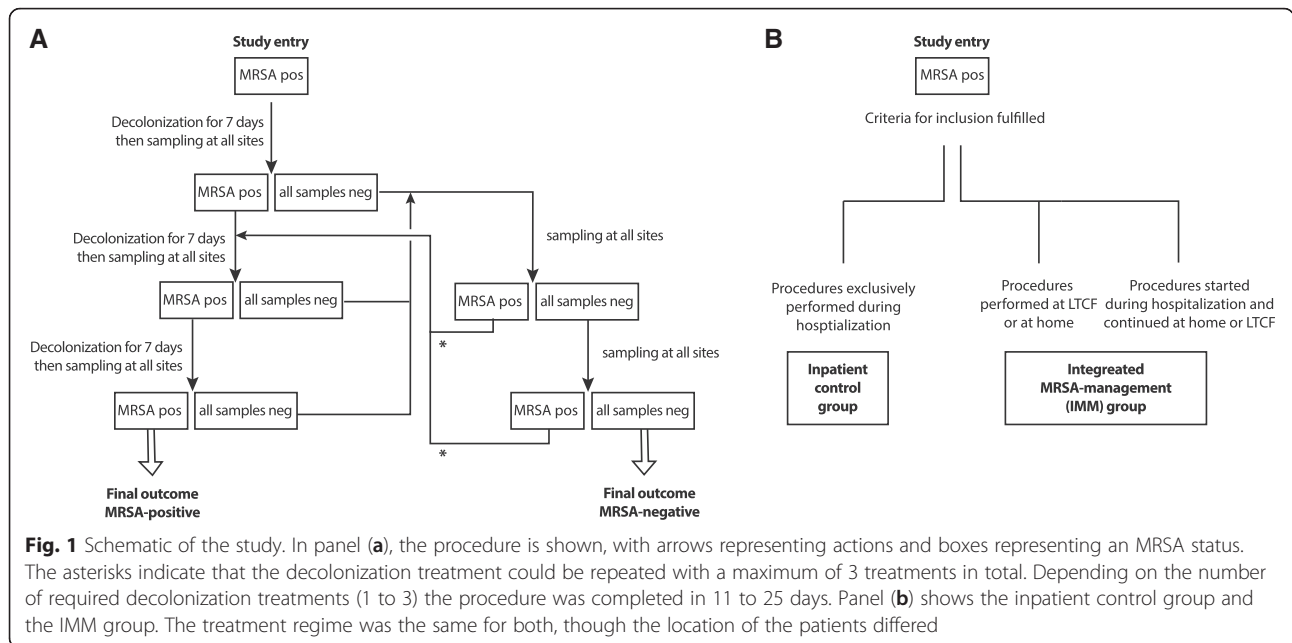 A
Study entry
MRSA pos
Decolonization for 7 days
then sampling at all sites
MRSA pos
all samples neg
Decolonization for 7 days
then sampling at all sites
sampling at all sites
MRSA pos
all samples neg
MRSA pos
all samples neg
*
Decolonization for 7 days
then sampling at all sites
sampling at all sites
MRSA pos
all samples neg
MRSA pos
all samples neg
*
Final outcome
MRSA-positive
Final outcome
MRSA-negative
B
Study entry
MRSA pos
Criteria for inclusion fulfilled
Procedures exclusively
performed during
hosptialization
Procedures
performed at LTCF
or at home
Procedures started
during hospitalization and
continued at home or LTCF
Inpatient
control
group
Integreated
MRSA-management
(IMM) group
Fig. 1 Schematic of the study. In panel (a), the procedure is shown, with arrows representing actions and boxes representing an MRSA status.
The asterisks indicate that the decolonization treatment could be repeated with a maximum of 3 treatments in total. Depending on the number
of required decolonization treatments (1 to 3) the procedure was completed in 11 to 25 days. Panel (b) shows the inpatient control group and
the IMM group. The treatment regime was the same for both, though the location of the patients differed